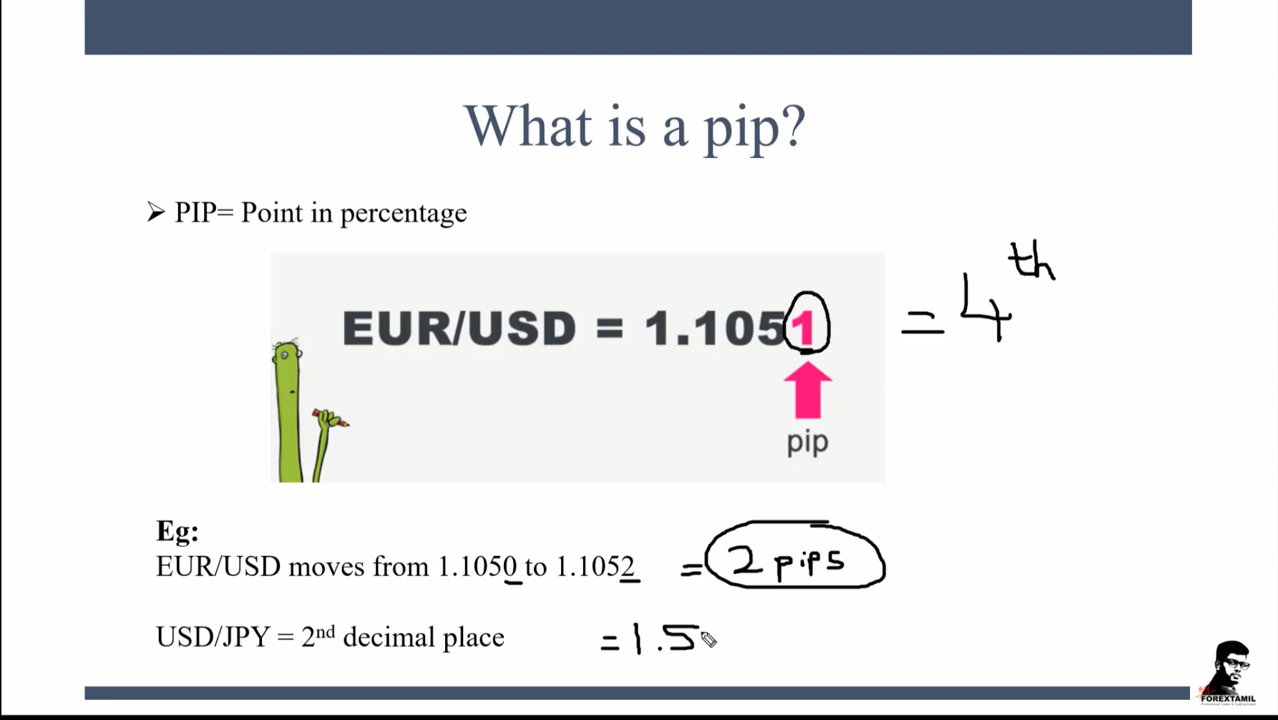 What is a pip?
➢ PIP= Point in percentage
EUR/USD = 1.1051 = 4th
pip
Eg:
EUR/USD moves from 1.1050 to 1.1052 = 2 pips
USD/JPY = 2nd decimal place = 1.5
FOREXTAMIL